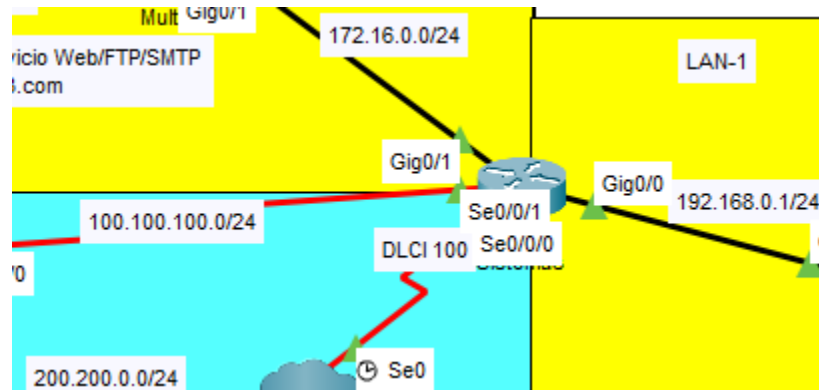 Mult Gig0/1
172.16.0.0/24
vicio Web/FTP/SMTP
.com
LAN-1
Gig0/1
Gig0/0
192.168.0.1/24
Se0/0/1
100.100.100.0/24
DLCI 100
Se0/0/0
Sistemas
/0
Se0
200.200.0.0/24